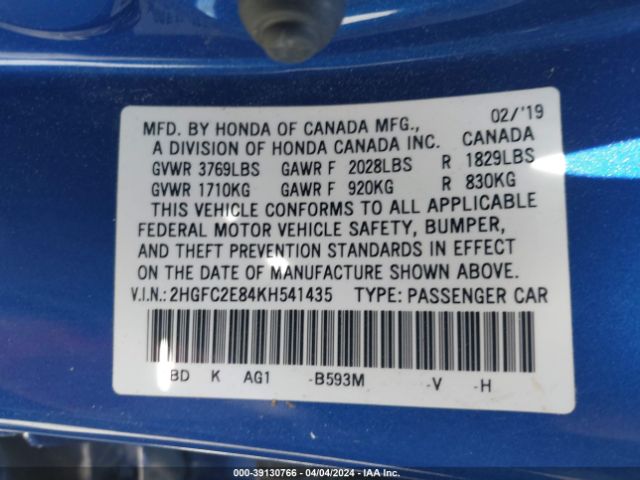 02/'19
MFD. BY HONDA OF CANADA MFG.,
A DIVISION OF HONDA CANADA INC. CANADA
GVWR 3769LBS GAWR F 2028LBS R 1829LBS
GVWR 1710KG GAWR F 920KG R 830KG
THIS VEHICLE CONFORMS TO ALL APPLICABLE
FEDERAL MOTOR VEHICLE SAFETY, BUMPER,
AND THEFT PREVENTION STANDARDS IN EFFECT
ON THE DATE OF MANUFACTURE SHOWN ABOVE.
V.I.N.: 2HGFC2E84KH541435 TYPE: PASSENGER CAR
BD K AG1 -B593M -V -H
00-39130766 - 04/04/2024 - IAA Inc.